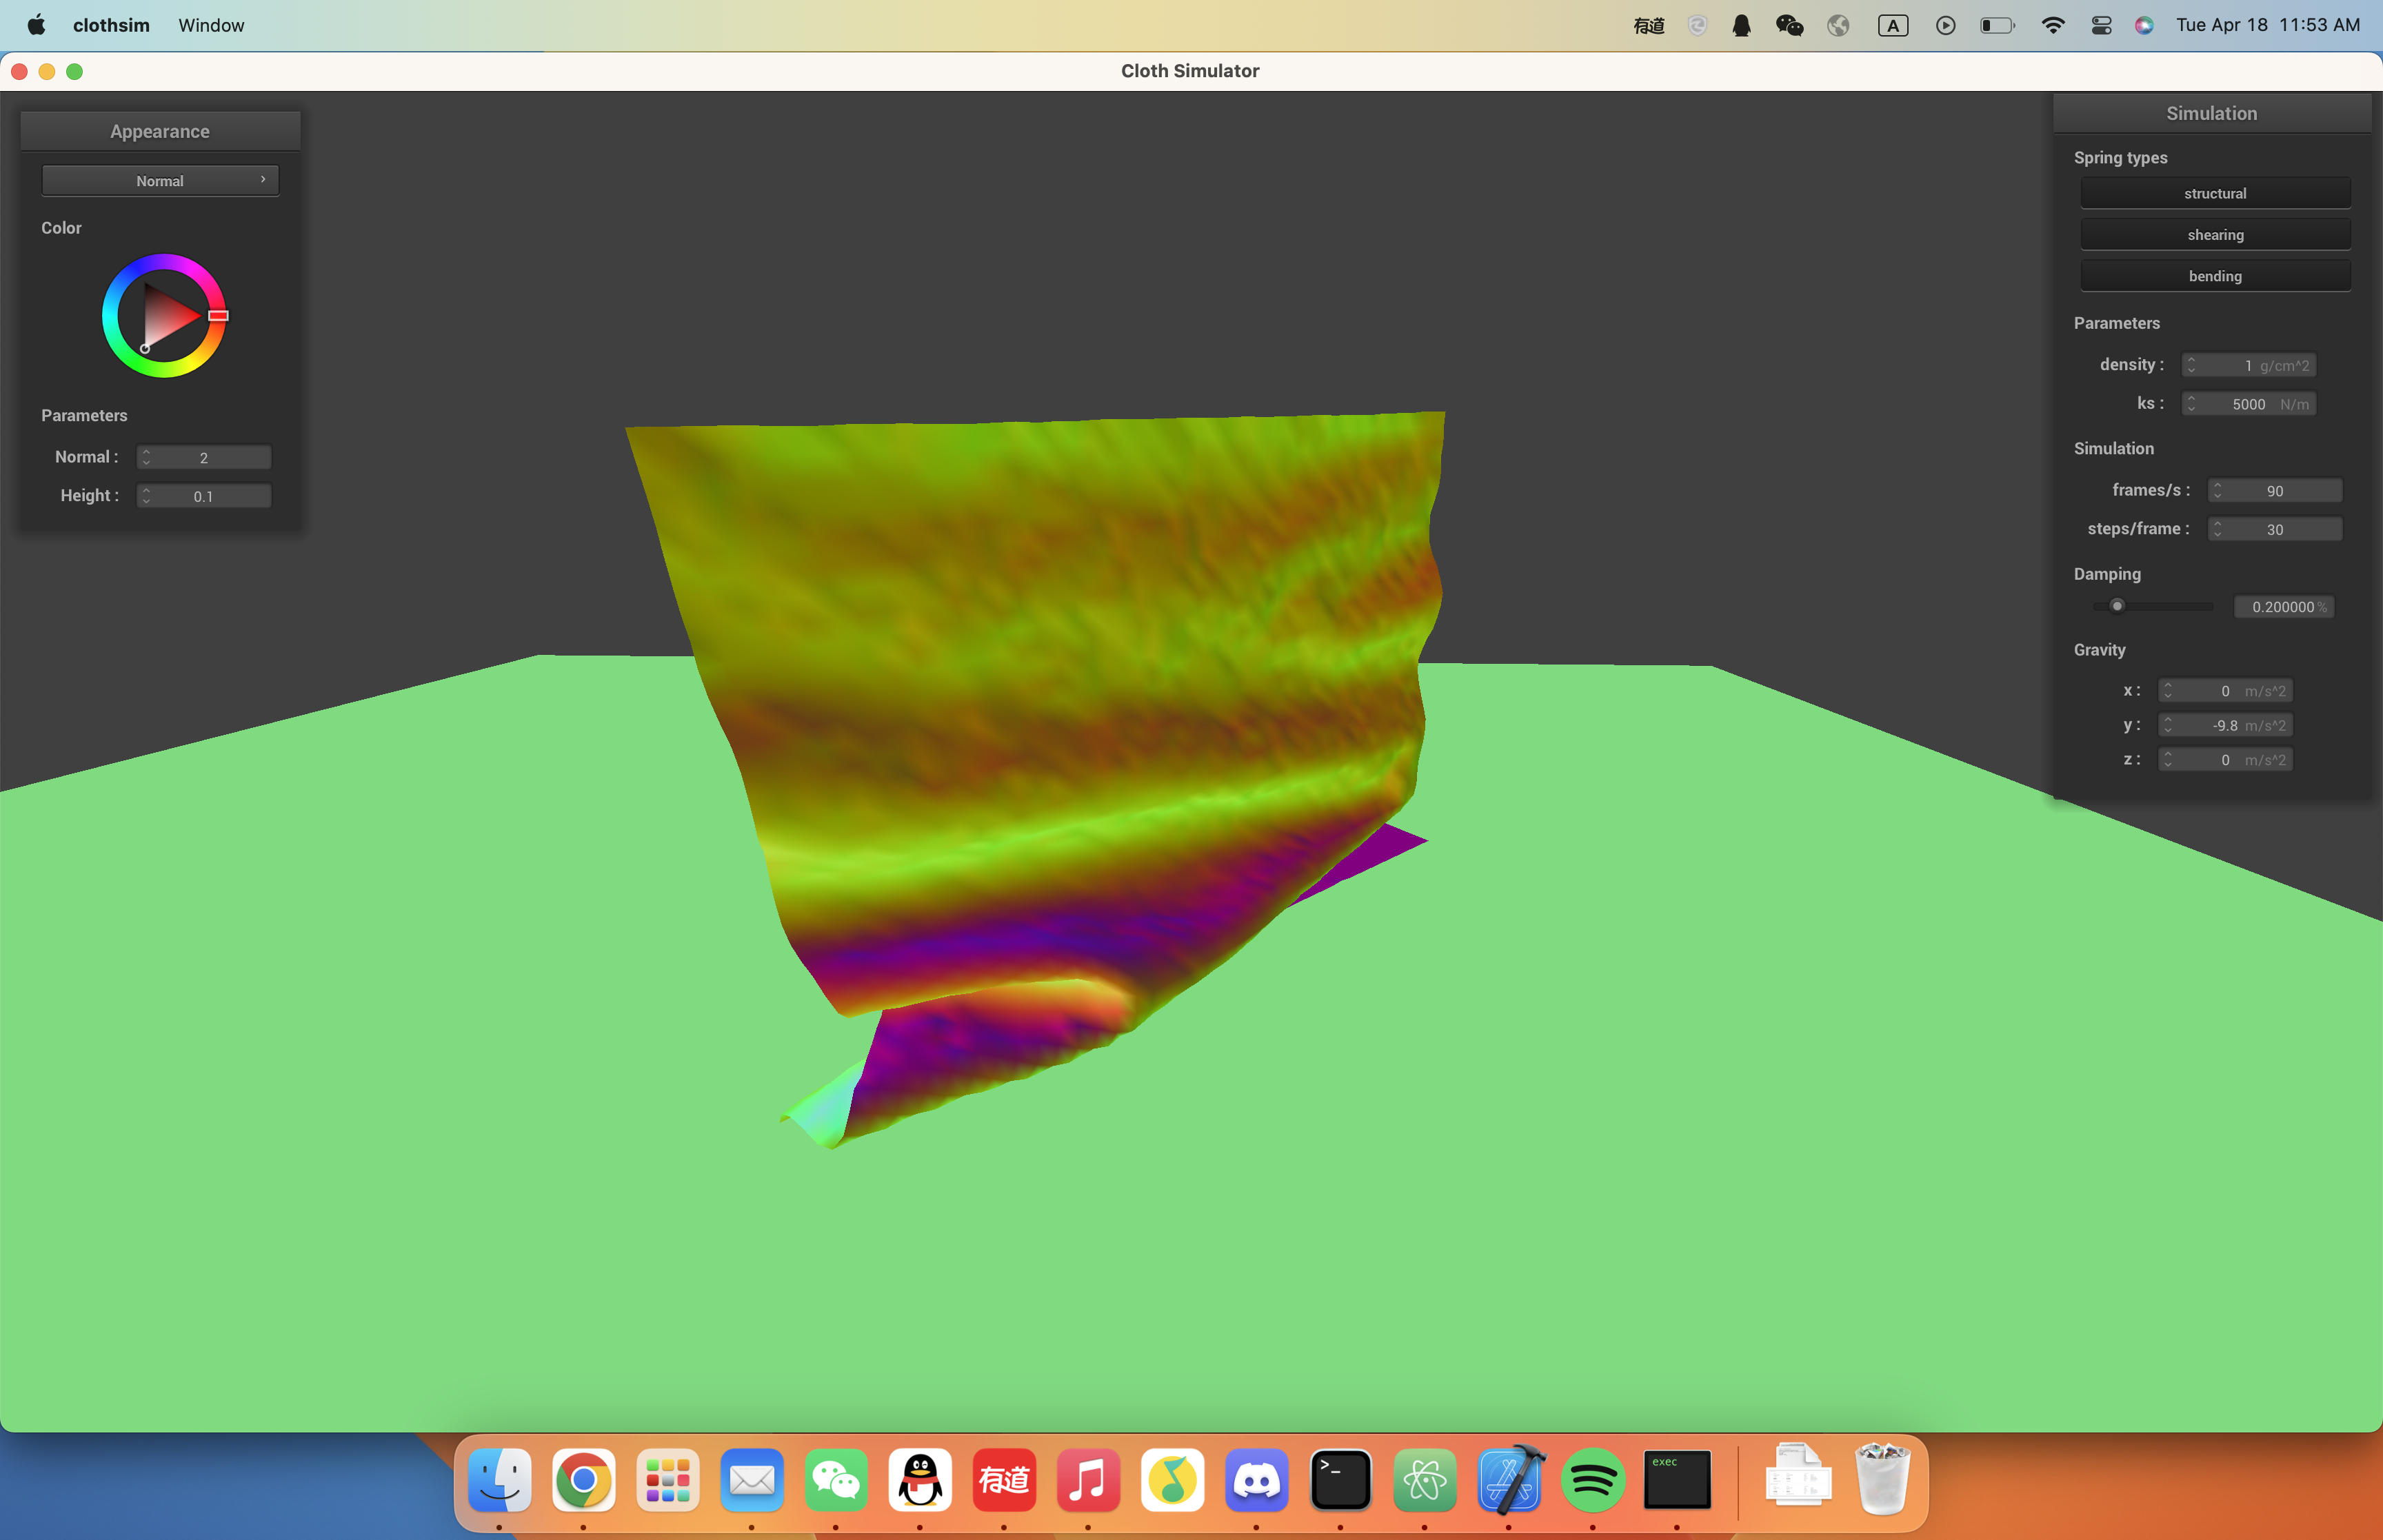 clothsim Window 有道 A Tue Apr 18 11:53 AM
Cloth Simulator
Appearance
Normal
Color
Parameters
Normal : 2
Height : 0.1
Simulation
Spring types
structural
shearing
bending
Parameters
density : 1 g/cm^2
ks : 5000 N/m
Simulation
frames/s : 90
steps/frame : 30
Damping
0.200000 %
Gravity
x : 0 m/s^2
y : -9.8 m/s^2
z : 0 m/s^2
有道 >_ exec